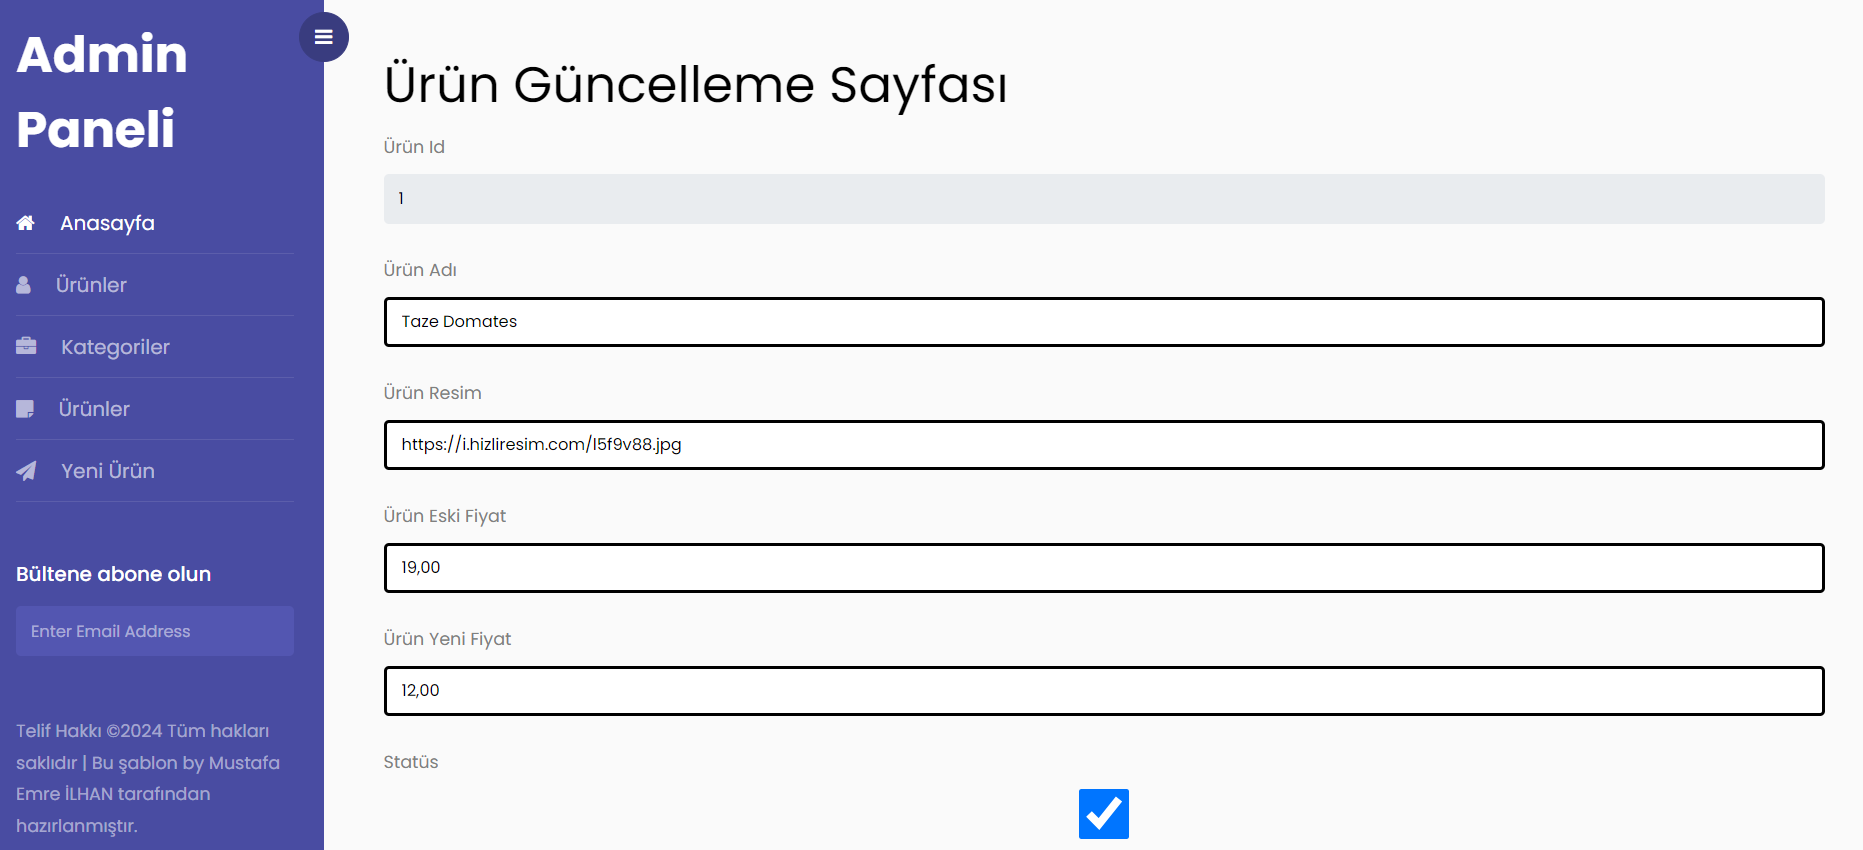 Admin
Paneli
Anasayfa
Ürünler
Kategoriler
Ürünler
Yeni Ürün
Bültene abone olun
Enter Email Address
Telif Hakkı ©2024 Tüm hakları
saklıdır | Bu şablon by Mustafa
Emre İLHAN tarafından
hazırlanmıştır.
Ürün Güncelleme Sayfası
Ürün Id
1
Ürün Adı
Taze Domates
Ürün Resim
https://i.hizliresim.com/l5f9v88.jpg
Ürün Eski Fiyat
19,00
Ürün Yeni Fiyat
12,00
Statüs